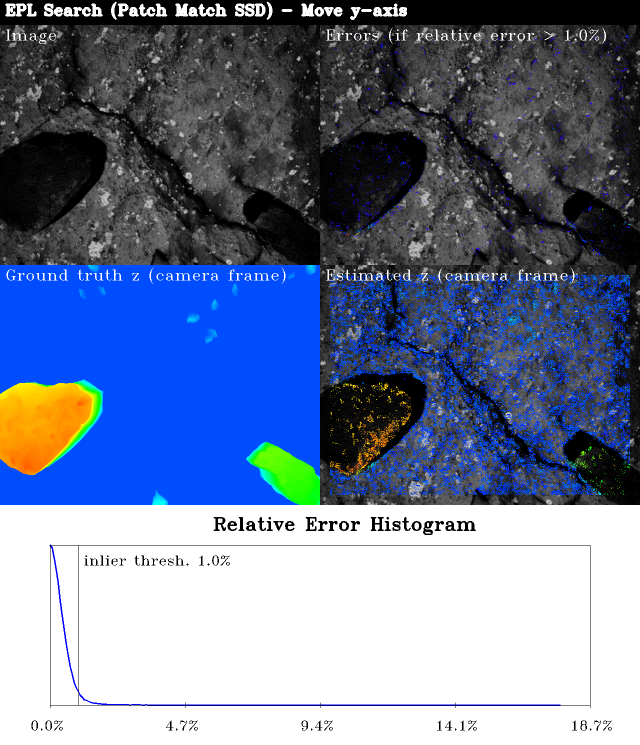 EPL Search (Patch Match SSD) - Move y-axis
Image
Errors (if relative error > 1.0%)
Ground truth z (camera frame)
Estimated z (camera frame)
Relative Error Histogram
inlier thresh. 1.0%
0.0%
4.7%
9.4%
14.1%
18.7%